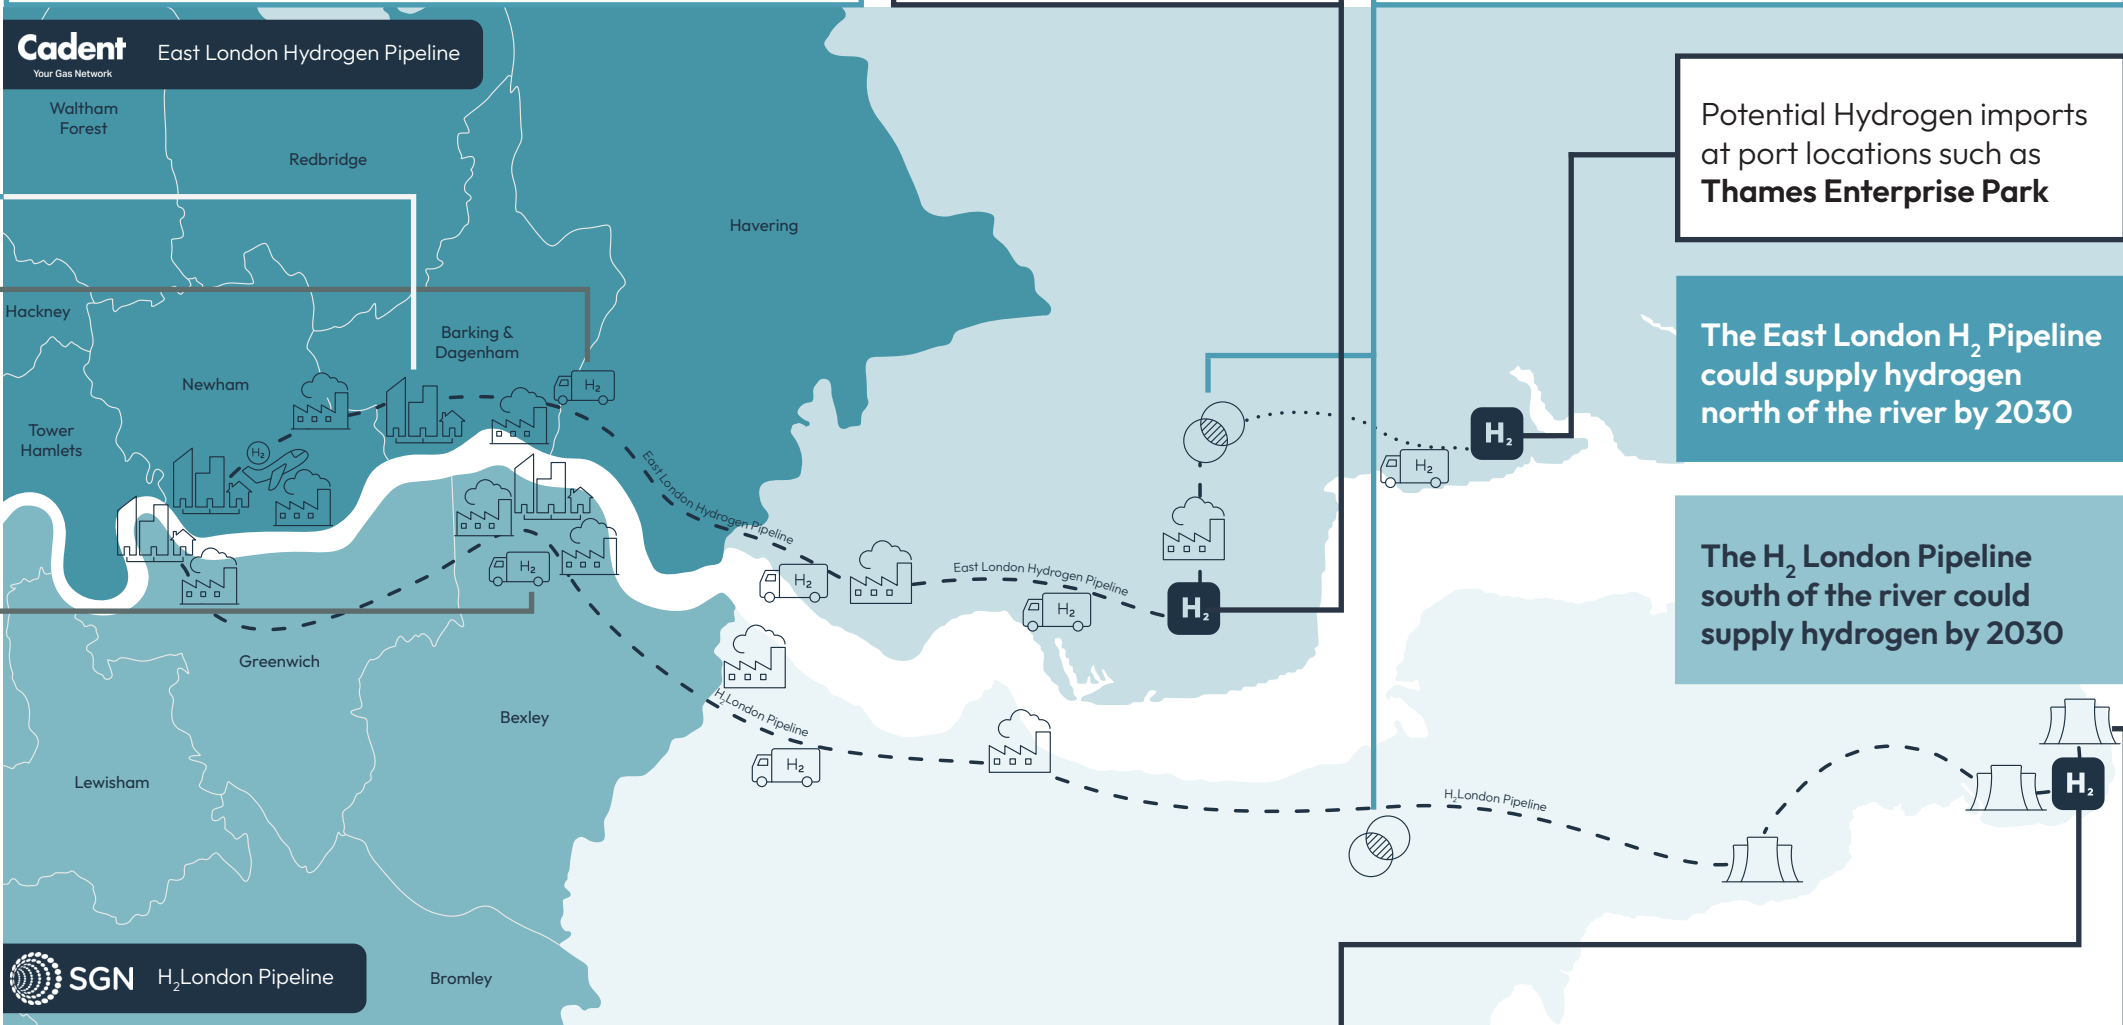 Cadent
Your Gas Network
East London Hydrogen Pipeline
Waltham
Forest
Redbridge
Havering
Potential Hydrogen imports
at port locations such as
Thames Enterprise Park
Hackney
Barking &
Dagenham
Newham
Tower
Hamlets
The East London H₂ Pipeline
could supply hydrogen
north of the river by 2030
H₂
H₂
H₂
H₂
East London Hydrogen Pipeline
The H₂ London Pipeline
south of the river could
supply hydrogen by 2030
H₂
H₂
East London Hydrogen Pipeline
H₂
H₂
Greenwich
Bexley
H₂London Pipeline
H₂
Lewisham
H₂London Pipeline
H₂
SGN
H₂London Pipeline
Bromley